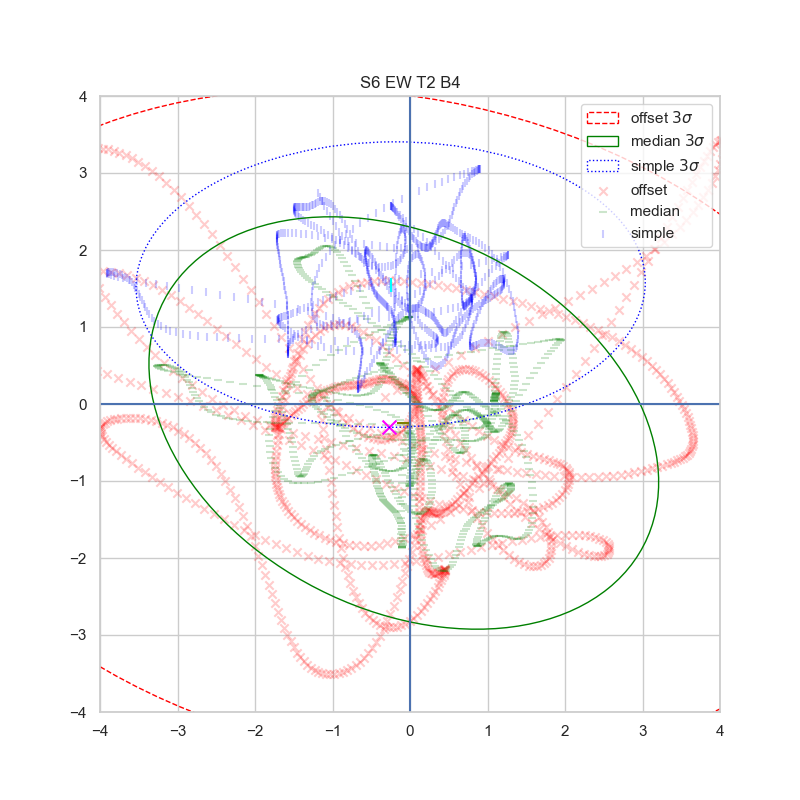 S6 EW T2 B4
offset 3σ
median 3σ
simple 3σ
offset
median
simple
4
3
2
1
0
−1
−2
−3
−4
−4 −3 −2 −1 0 1 2 3 4